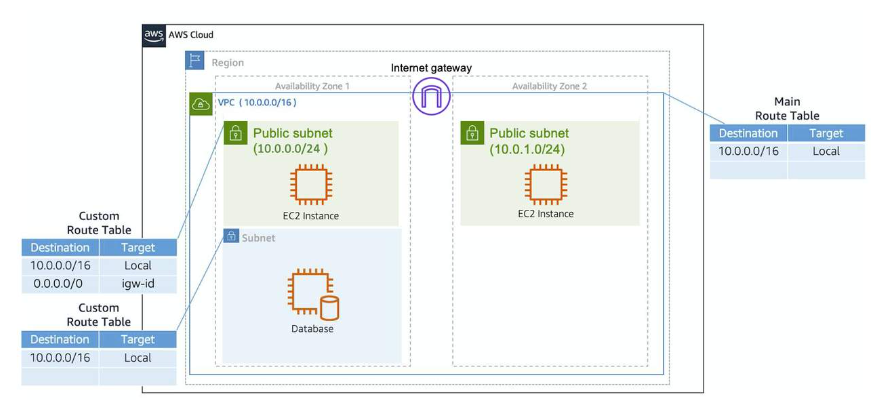 aws AWS Cloud
Region
Internet gateway
Availability Zone 1
Availability Zone 2
VPC ( 10.0.0.0/16 )
Public subnet
(10.0.0.0/24 )
EC2 Instance
Public subnet
(10.0.1.0/24)
EC2 Instance
Subnet
Database
Main
Route Table
Destination Target
10.0.0.0/16 Local
Custom
Route Table
Destination Target
10.0.0.0/16 Local
0.0.0.0/0 igw-id
Custom
Route Table
Destination Target
10.0.0.0/16 Local